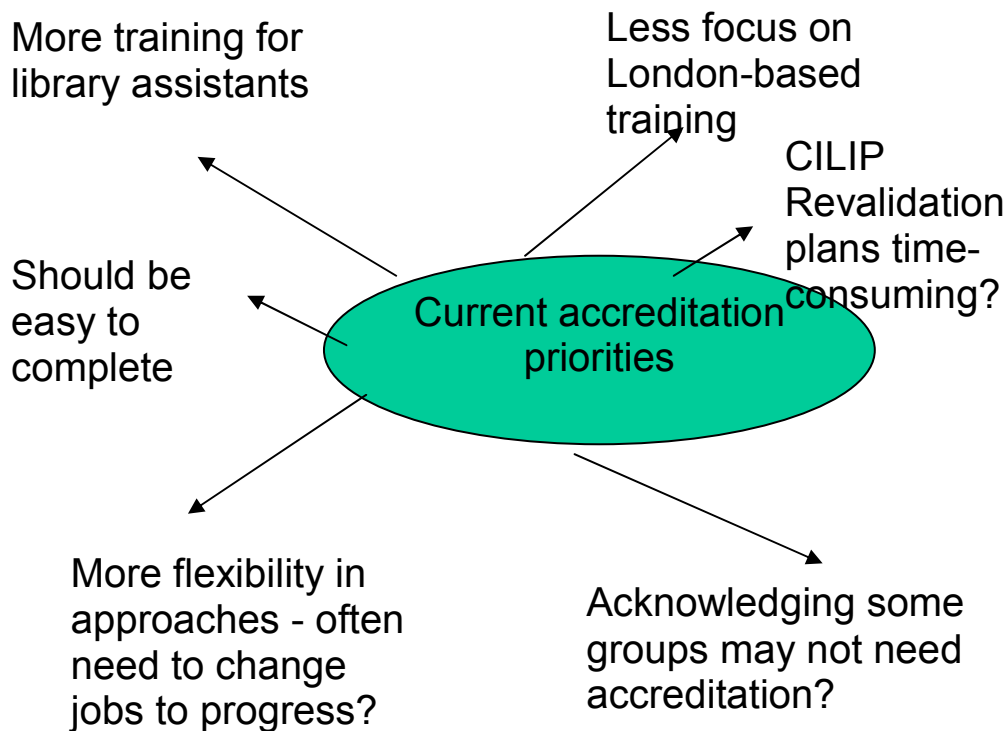 More training for
library assistants
Less focus on
London-based
training
CILIP
Revalidation
plans time-
consuming?
Should be
easy to
complete
Current accreditation
priorities
More flexibility in
approaches - often
need to change
jobs to progress?
Acknowledging some
groups may not need
accreditation?